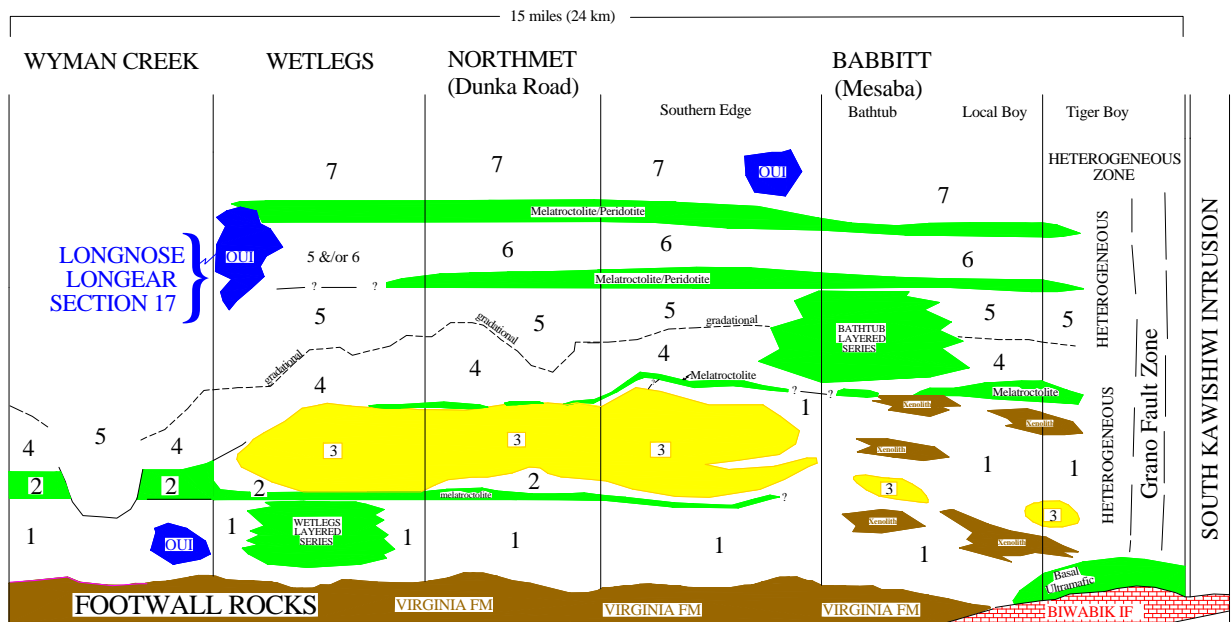 15 miles (24 km)
WYMAN CREEK
WETLEGS
NORTHMET
(Dunka Road)
BABBITT
(Mesaba)
Southern Edge
Bathtub
Local Boy
Tiger Boy
HETEROGENEOUS
ZONE
7
7
7
OUI
7
Melatroctolite/Peridotite
LONGNOSE
LONGEAR
SECTION 17
OUI
5 &/or 6
6
6
6
? ?
Melatroctolite/Peridotite
5
gradational
5
5
gradational
BATHTUB
LAYERED
SERIES
5
5
HETEROGENEOUS
gradational
4
4
4
4
Melatroctolite
? ?
Melatroctolite
4
5
4
3
3
3
1
Xenolith
Xenolith
Xenolith
1
1
HETEROGENEOUS
Grano Fault Zone
SOUTH KAWISHIWI INTRUSION
2
2
2
melatroctolite
2
?
3
3
1
OUI
1
WETLEGS
LAYERED
SERIES
1
1
1
Xenolith
1
Xenolith
Basal
Ultramafic
FOOTWALL ROCKS
VIRGINIA FM
VIRGINIA FM
VIRGINIA FM
BIWABIK IF